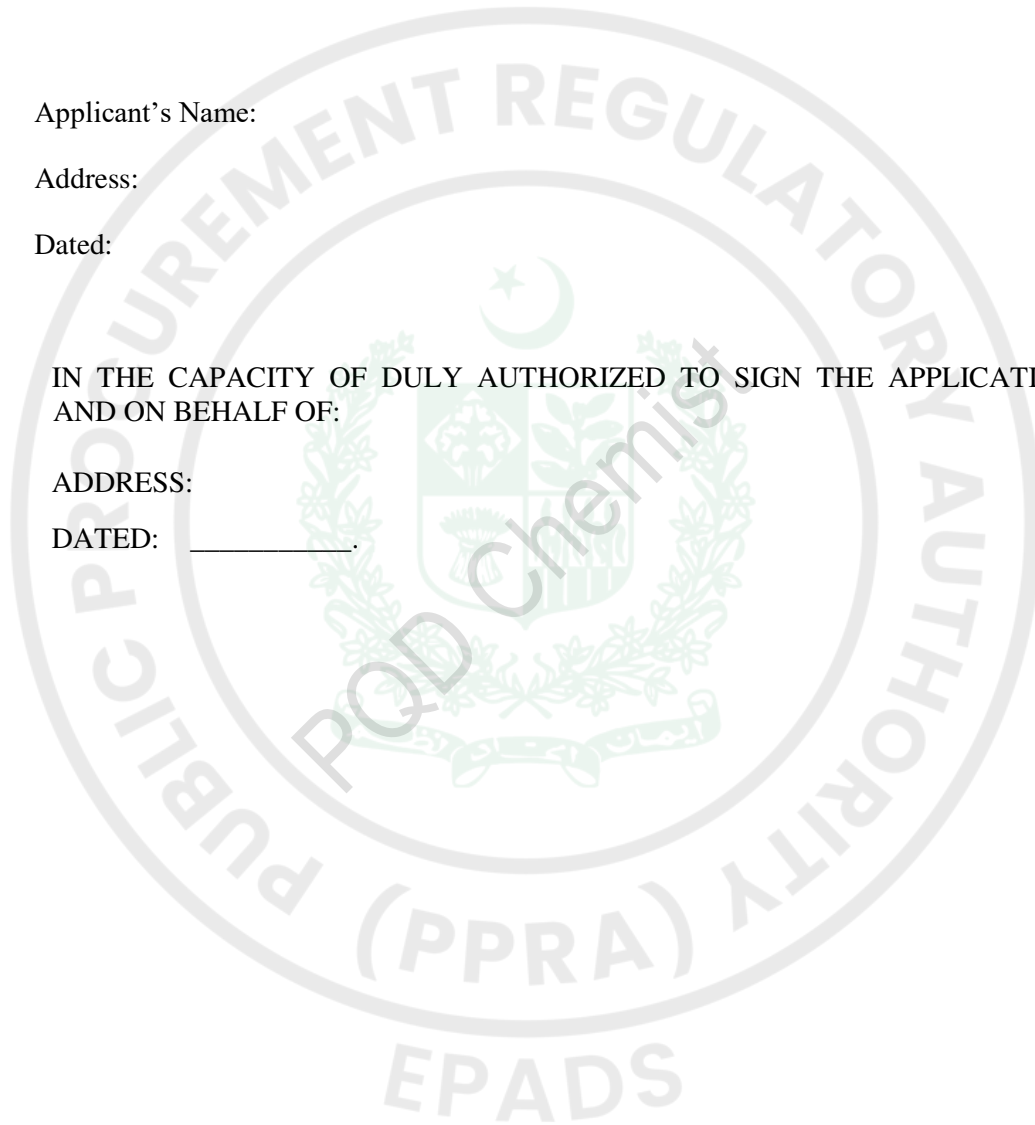 Applicant’s Name:
Address:
Dated:
IN THE CAPACITY OF DULY AUTHORIZED TO SIGN THE APPLICATI
AND ON BEHALF OF:
ADDRESS:
DATED: ___________.
PQD Chemist
PUBLIC PROCUREMENT REGULATORY AUTHORITY
(PPRA)
EPADS